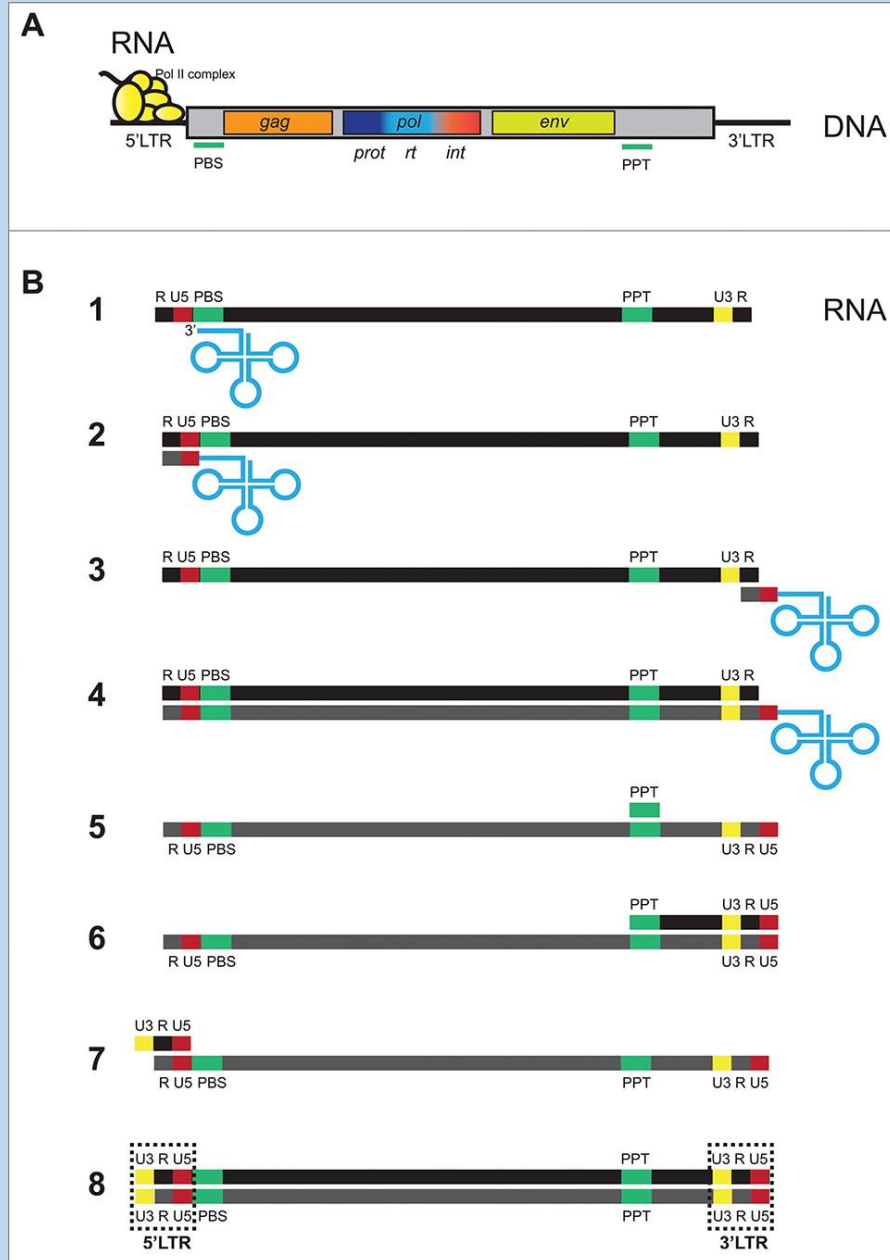 A
RNA
Pol II complex
gag pol env
DNA
5'LTR
3'LTR
prot rt int
PBS
PPT
B
1
R U5 PBS PPT U3 R
RNA
3'
2
R U5 PBS PPT U3 R
3
R U5 PBS PPT U3 R
4
R U5 PBS PPT U3 R
5
PPT
R U5 PBS U3 R U5
6
PPT U3 R U5
R U5 PBS U3 R U5
7
U3 R U5
R U5 PBS PPT U3 R U5
8
U3 R U5 PPT U3 R U5
U3 R U5 PBS PPT U3 R U5
5'LTR 3'LTR